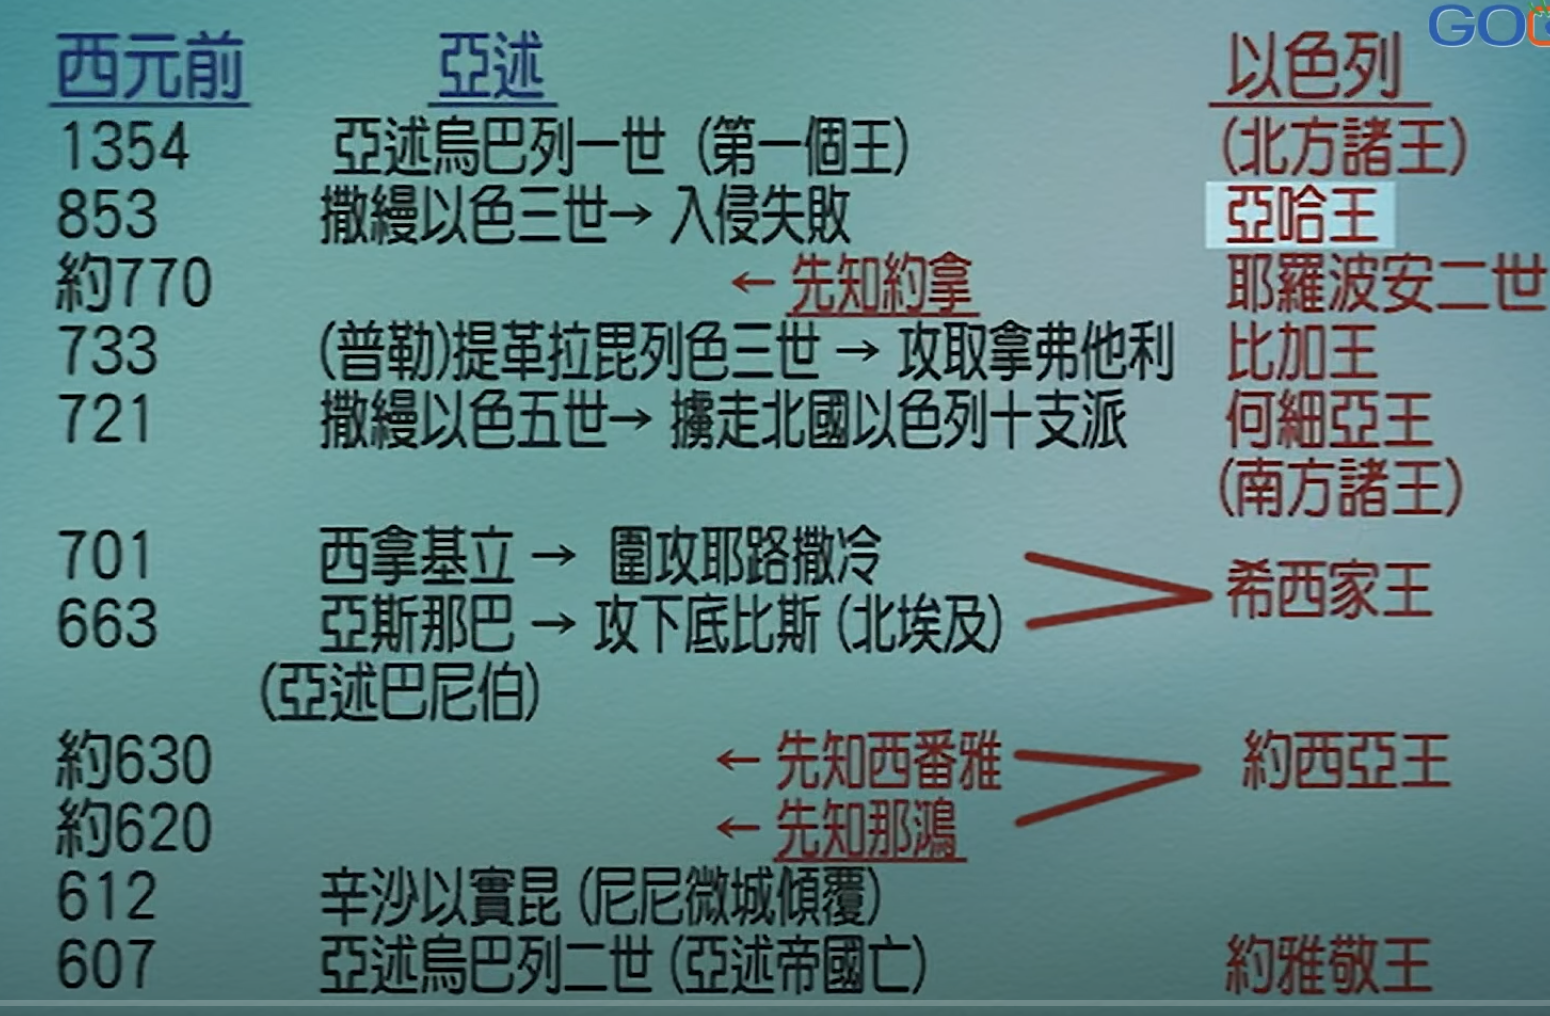 GO
西元前 亞述 以色列
1354 亞述烏巴列一世 (第一個王) (北方諸王)
853 撒縵以色三世→ 入侵失敗 亞哈王
約770 ← 先知約拿 耶羅波安二世
733 (普勒)提革拉毘列色三世 → 攻取拿弗他利 比加王
721 撒縵以色五世→ 擄走北國以色列十支派 何細亞王
(南方諸王)
701 西拿基立 → 圍攻耶路撒冷
希西家王
663 亞斯那巴 → 攻下底比斯 (北埃及)
(亞述巴尼伯)
約630 ← 先知西番雅 約西亞王
約620 ← 先知那鴻
612 辛沙以實昆 (尼尼微城傾覆)
607 亞述烏巴列二世 (亞述帝國亡) 約雅敬王